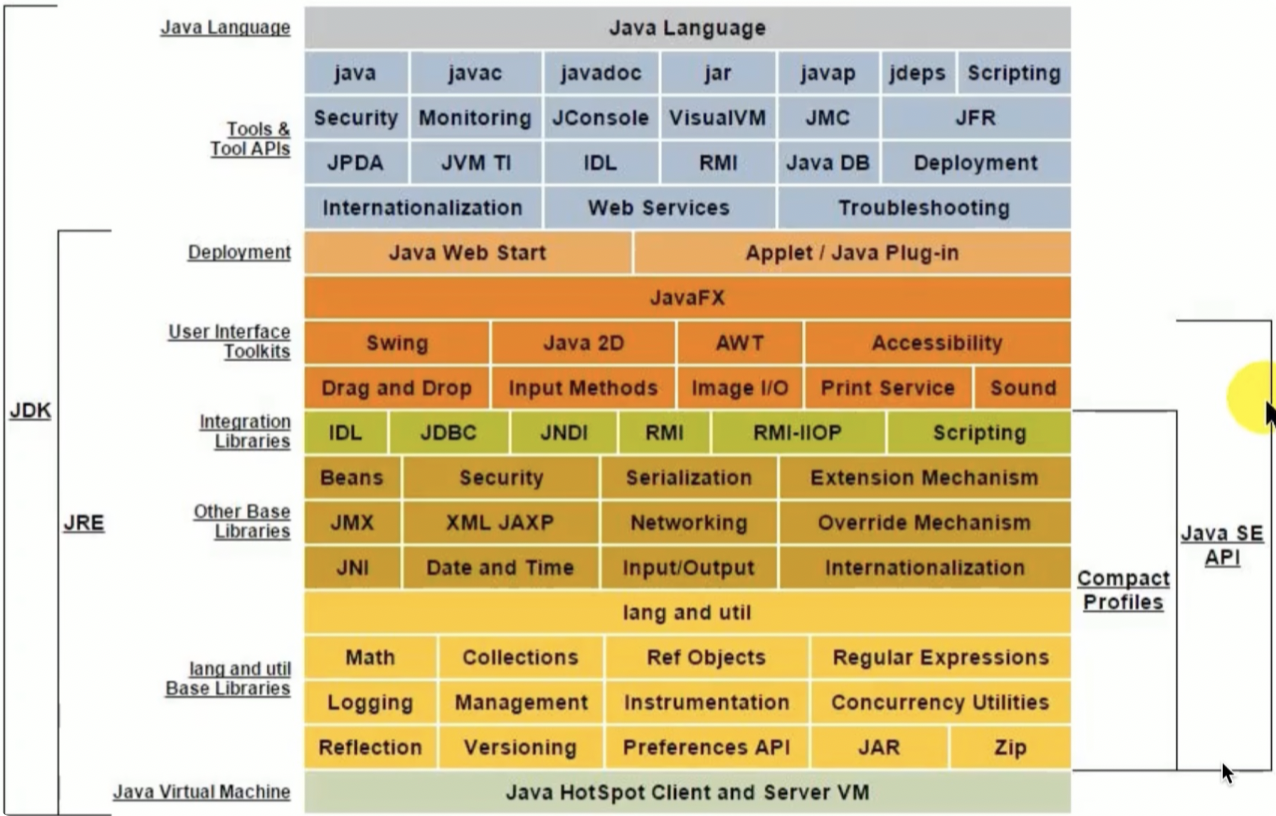 Java Language
Java Language
java javac javadoc jar javap jdeps Scripting
Tools &
Tool APIs
Security Monitoring JConsole VisualVM JMC JFR
JPDA JVM TI IDL RMI Java DB Deployment
Internationalization Web Services Troubleshooting
Deployment
Java Web Start Applet / Java Plug-in
JavaFX
User Interface
Toolkits
Swing Java 2D AWT Accessibility
Drag and Drop Input Methods Image I/O Print Service Sound
JDK
Integration
Libraries
IDL JDBC JNDI RMI RMI-IIOP Scripting
JRE
Other Base
Libraries
Beans Security Serialization Extension Mechanism
JMX XML JAXP Networking Override Mechanism
JNI Date and Time Input/Output Internationalization
Java SE
API
Compact
Profiles
lang and util
lang and util
Base Libraries
Math Collections Ref Objects Regular Expressions
Logging Management Instrumentation Concurrency Utilities
Reflection Versioning Preferences API JAR Zip
Java Virtual Machine
Java HotSpot Client and Server VM